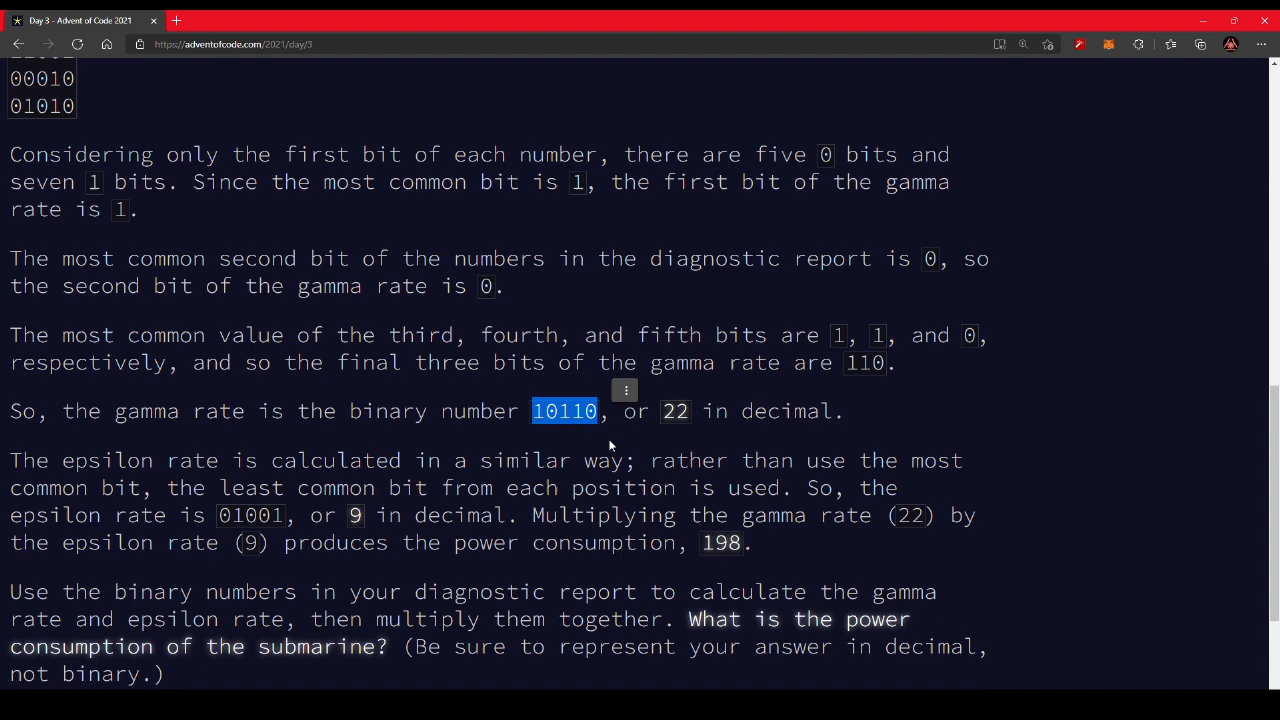 Day 3 - Advent of Code 2021
https://adventofcode.com/2021/day/3
00010
01010
Considering only the first bit of each number, there are five 0 bits and
seven 1 bits. Since the most common bit is 1, the first bit of the gamma
rate is 1.
The most common second bit of the numbers in the diagnostic report is 0, so
the second bit of the gamma rate is 0.
The most common value of the third, fourth, and fifth bits are 1, 1, and 0,
respectively, and so the final three bits of the gamma rate are 110.
So, the gamma rate is the binary number 10110, or 22 in decimal.
The epsilon rate is calculated in a similar way; rather than use the most
common bit, the least common bit from each position is used. So, the
epsilon rate is 01001, or 9 in decimal. Multiplying the gamma rate (22) by
the epsilon rate (9) produces the power consumption, 198.
Use the binary numbers in your diagnostic report to calculate the gamma
rate and epsilon rate, then multiply them together. What is the power
consumption of the submarine? (Be sure to represent your answer in decimal,
not binary.)